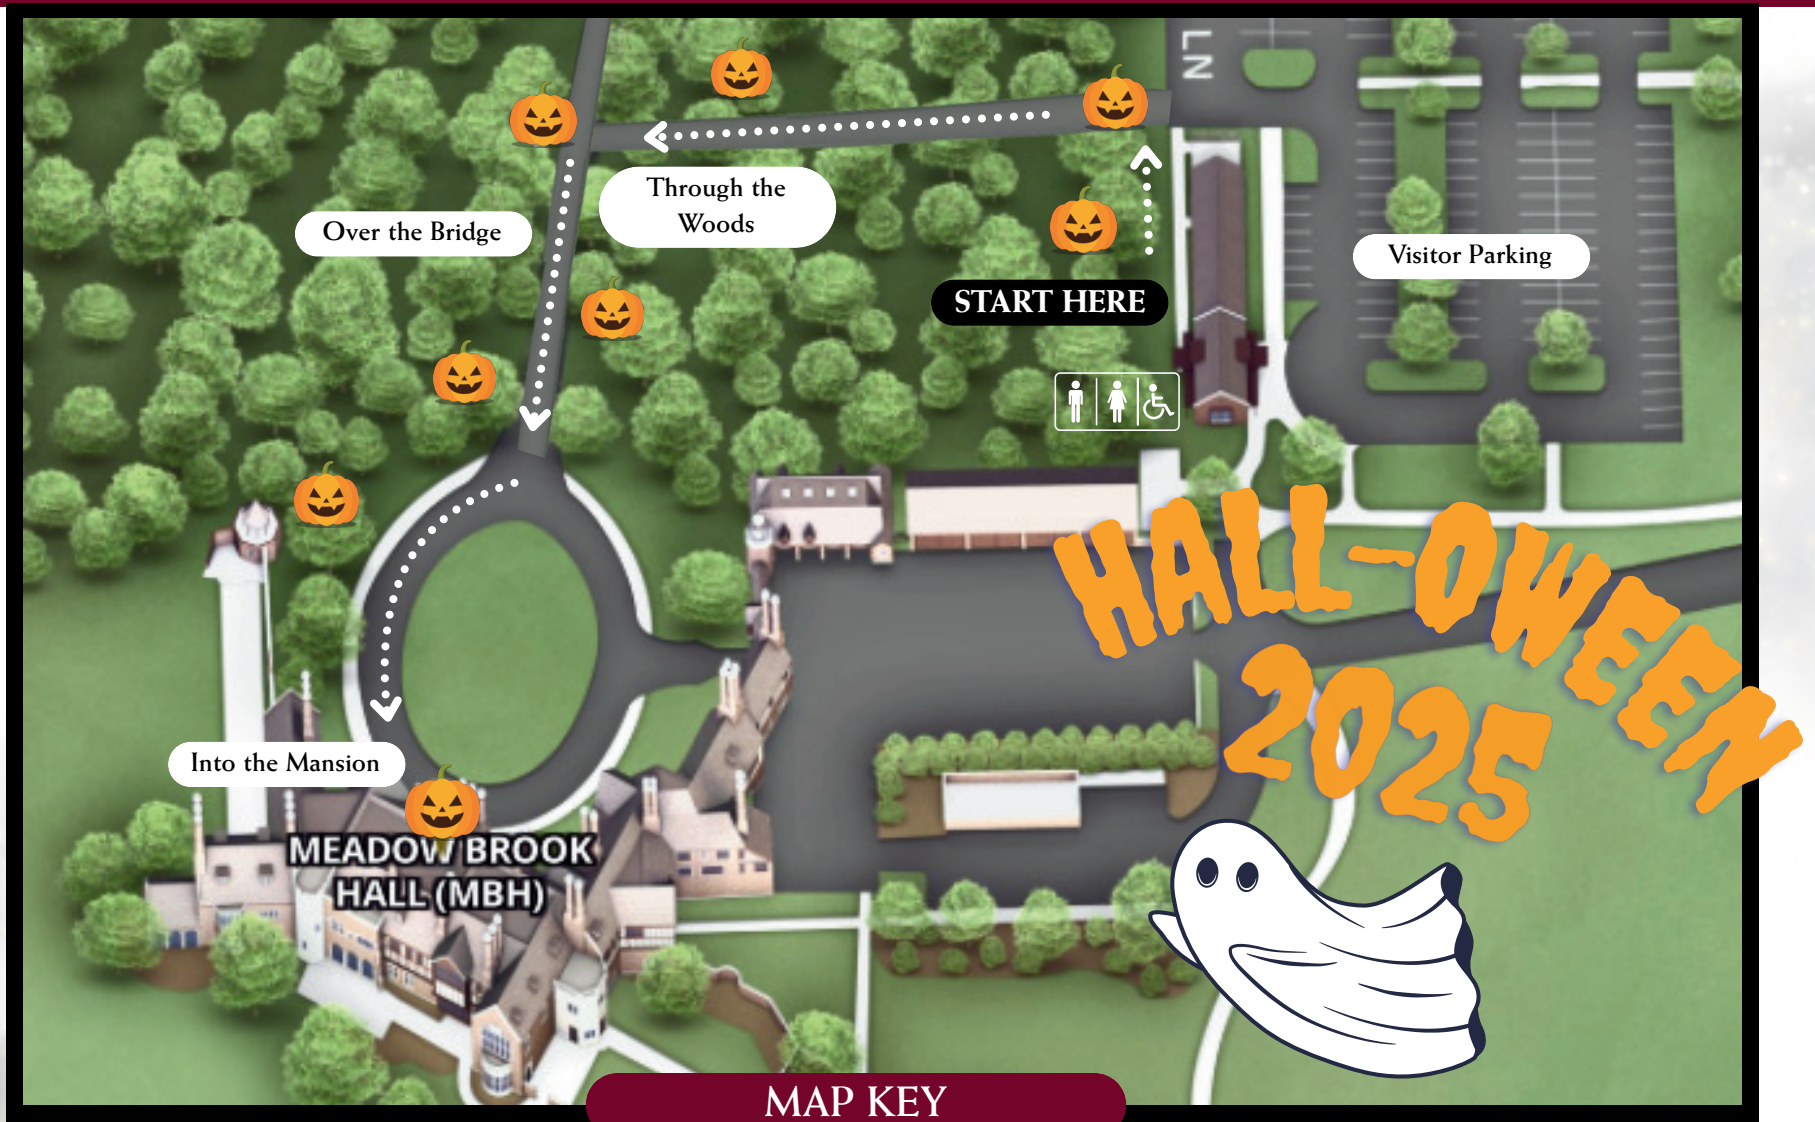 LN
Through the
Woods
Over the Bridge
Visitor Parking
START HERE
HALL-OWEEN
2025
Into the Mansion
MEADOW BROOK
HALL (MBH)
MAP KEY